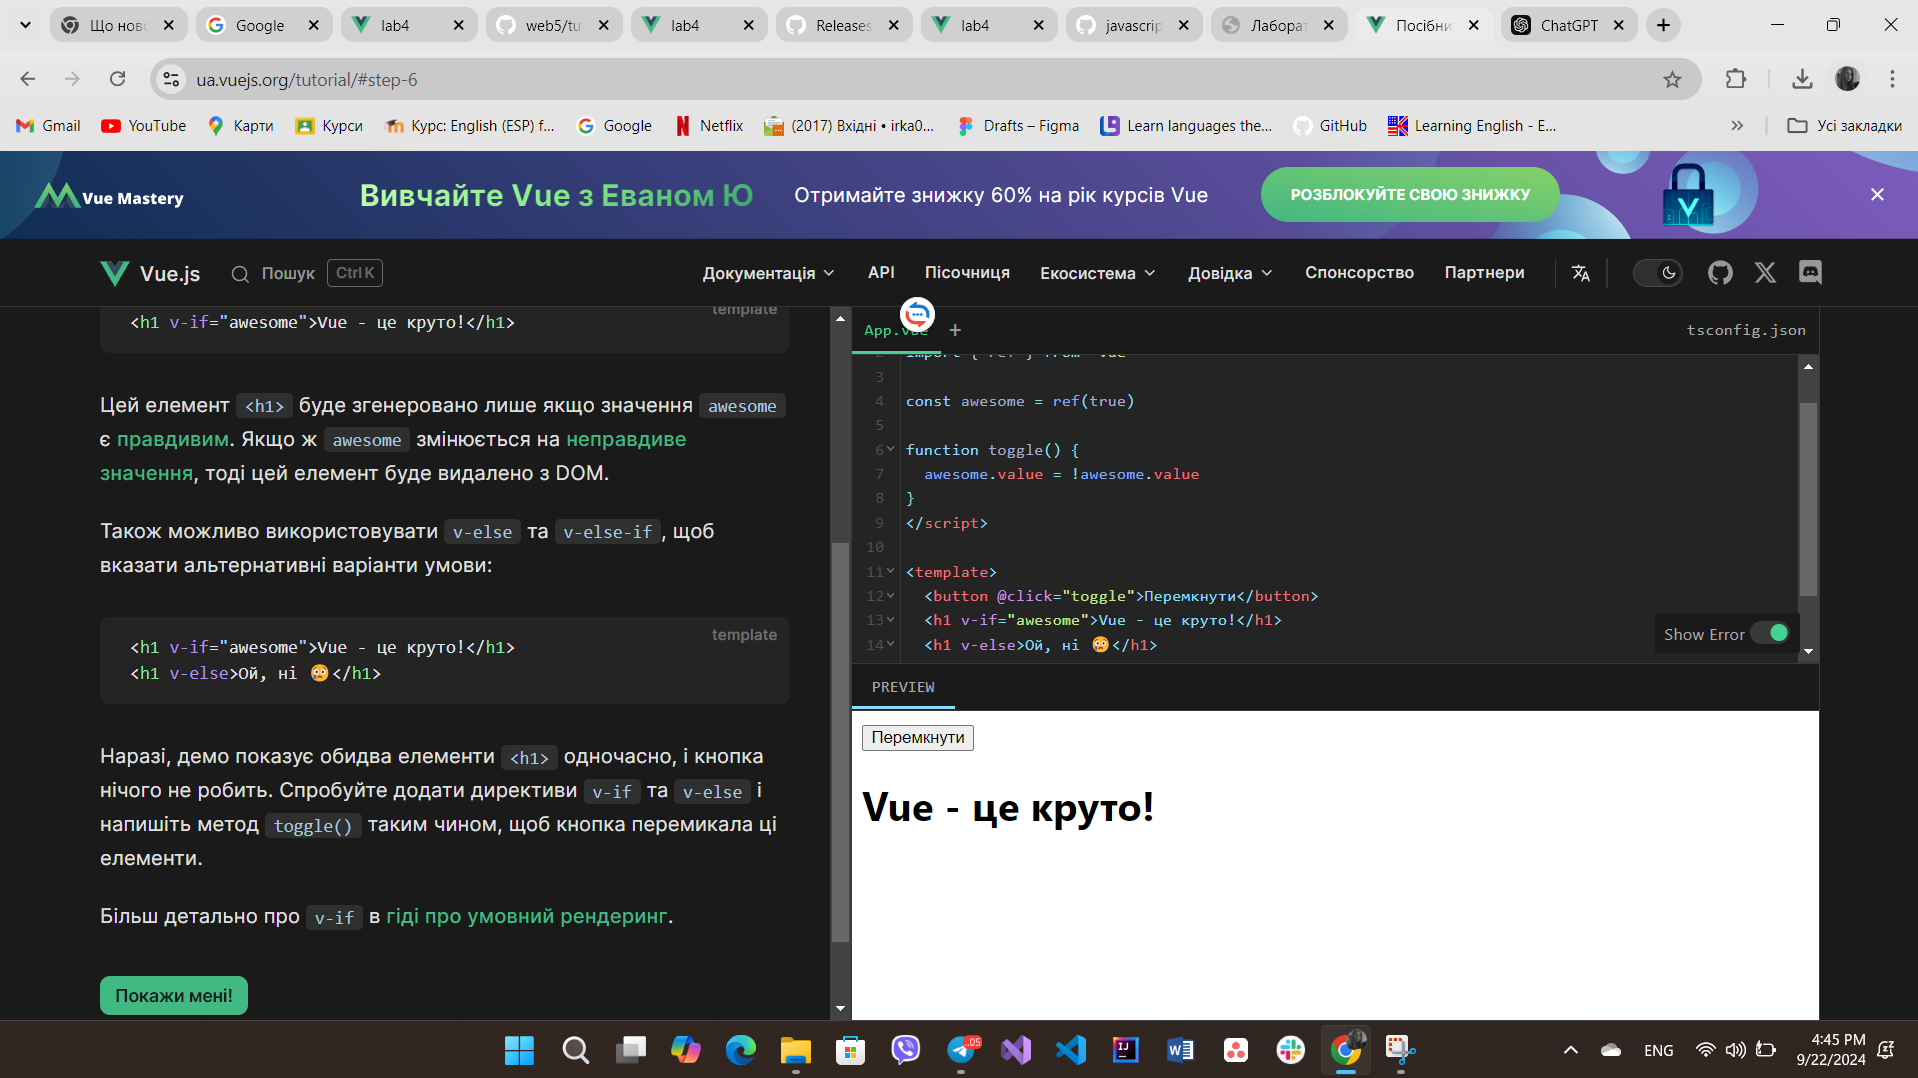 Що ново
Google
lab4
web5/tu
lab4
Releases
lab4
javascrip
Лаборат
Посібни
ChatGPT
ua.vuejs.org/tutorial/#step-6
Gmail
YouTube
Карти
Курси
Курс: English (ESP) f...
Google
Netflix
(2017) Вхідні • irka0...
Drafts – Figma
Learn languages the...
GitHub
Learning English - E...
Усі закладки
Vue Mastery
Вивчайте Vue з Еваном Ю
Отримайте знижку 60% на рік курсів Vue
РОЗБЛОКУЙТЕ СВОЮ ЗНИЖКУ
Vue.js
Пошук
Ctrl K
Документація
API
Пісочниця
Екосистема
Довідка
Спонсорство
Партнери
template
<h1 v-if="awesome">Vue - це круто!</h1>
Цей елемент <h1> буде згенеровано лише якщо значення awesome
є правдивим. Якщо ж awesome змінюється на неправдиве
значення, тоді цей елемент буде видалено з DOM.
Також можливо використовувати v-else та v-else-if, щоб
вказати альтернативні варіанти умови:
template
<h1 v-if="awesome">Vue - це круто!</h1>
<h1 v-else>Ой, ні 😢</h1>
Наразі, демо показує обидва елементи <h1> одночасно, і кнопка
нічого не робить. Спробуйте додати директиви v-if та v-else і
напишіть метод toggle() таким чином, щоб кнопка перемикала ці
елементи.
Більш детально про v-if в гіді про умовний рендеринг.
Покажи мені!
App.vue
+
tsconfig.json
2 import { ref } from 'vue'
3
4 const awesome = ref(true)
5
6 function toggle() {
7 awesome.value = !awesome.value
8 }
9 </script>
10
11 <template>
12 <button @click="toggle">Перемкнути</button>
13 <h1 v-if="awesome">Vue - це круто!</h1>
14 <h1 v-else>Ой, ні 😢</h1>
Show Error
PREVIEW
Перемкнути
Vue - це круто!
.05
ENG
4:45 PM
9/22/2024